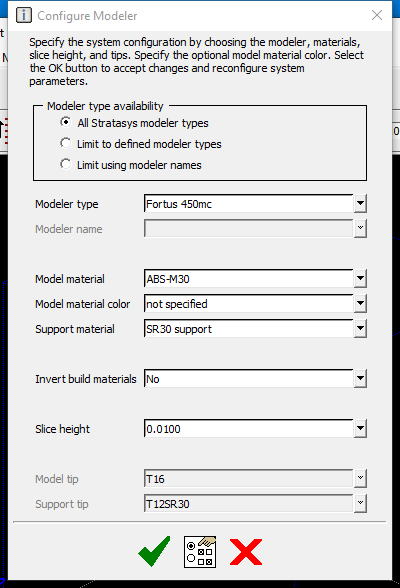 Configure Modeler
Specify the system configuration by choosing the modeler, materials,
slice height, and tips. Specify the optional model material color. Select
the OK button to accept changes and reconfigure system
parameters.
Modeler type availability
All Stratasys modeler types
Limit to defined modeler types
Limit using modeler names
Modeler type Fortus 450mc
Modeler name
Model material ABS-M30
Model material color not specified
Support material SR30 support
Invert build materials No
Slice height 0.0100
Model tip T16
Support tip T12SR30